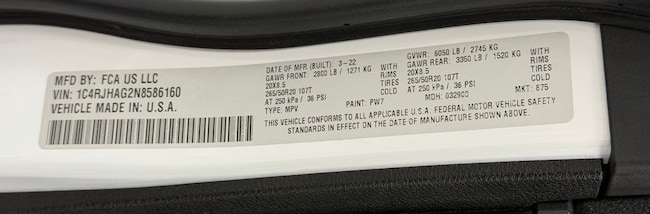 MFD BY: FCA US LLC
VIN: 1C4RJHAG2N8586160
VEHICLE MADE IN: U.S.A.
DATE OF MFR (BUILT): 3-22 GVWR: 6050 LB / 2745 KG
GAWR FRONT: 2800 LB / 1271 KG GAWR REAR: 3350 LB / 1520 KG
20X8.5 RIMS 20X8.5 RIMS
265/50R20 107T TIRES 265/50R20 107T TIRES
AT 250 kPa / 36 PSI COLD AT 250 kPa / 36 PSI COLD
TYPE: MPV PAINT: PW7 MDH: 032903 MKT: 875
THIS VEHICLE CONFORMS TO ALL APPLICABLE U.S.A. FEDERAL MOTOR VEHICLE SAFETY
STANDARDS IN EFFECT ON THE DATE OF MANUFACTURE SHOWN ABOVE.